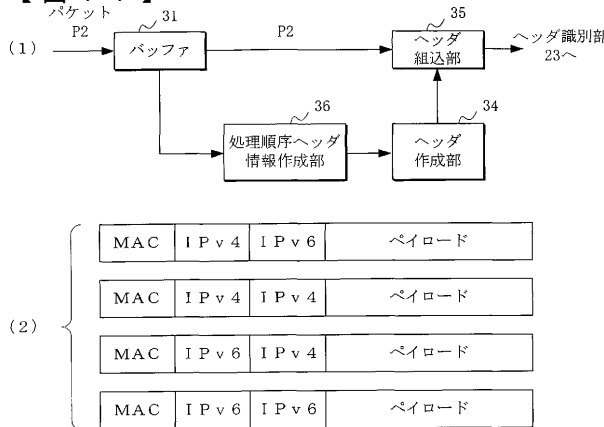 パケット
P2
(1)
31
バッファ
P2
35
ヘッダ
組込部
ヘッダ識別部
23へ
36
処理順序ヘッダ
情報作成部
34
ヘッダ
作成部
(2)
MAC IPv4 IPv6 ペイロード
MAC IPv4 IPv4 ペイロード
MAC IPv6 IPv4 ペイロード
MAC IPv6 IPv6 ペイロード